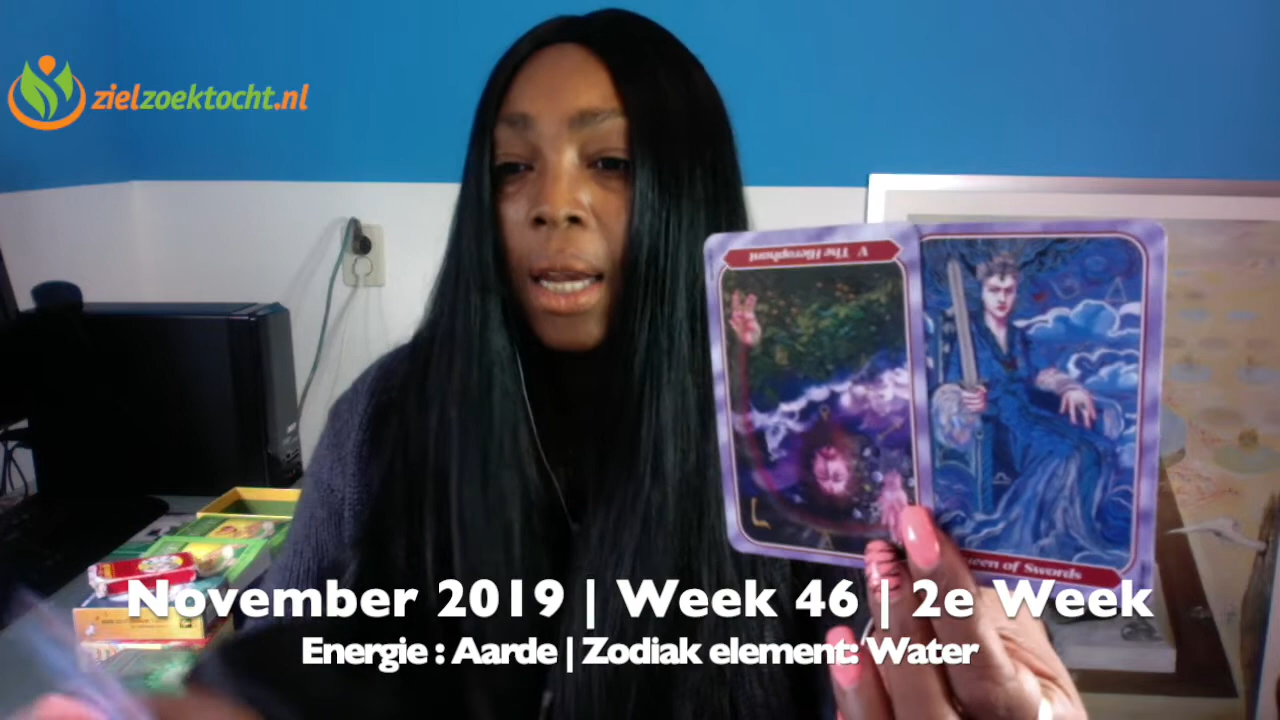 zielzoektocht.nl
V The Hierophant
Queen of Swords
November 2019 | Week 46 | 2e Week
Energie : Aarde | Zodiak element: Water